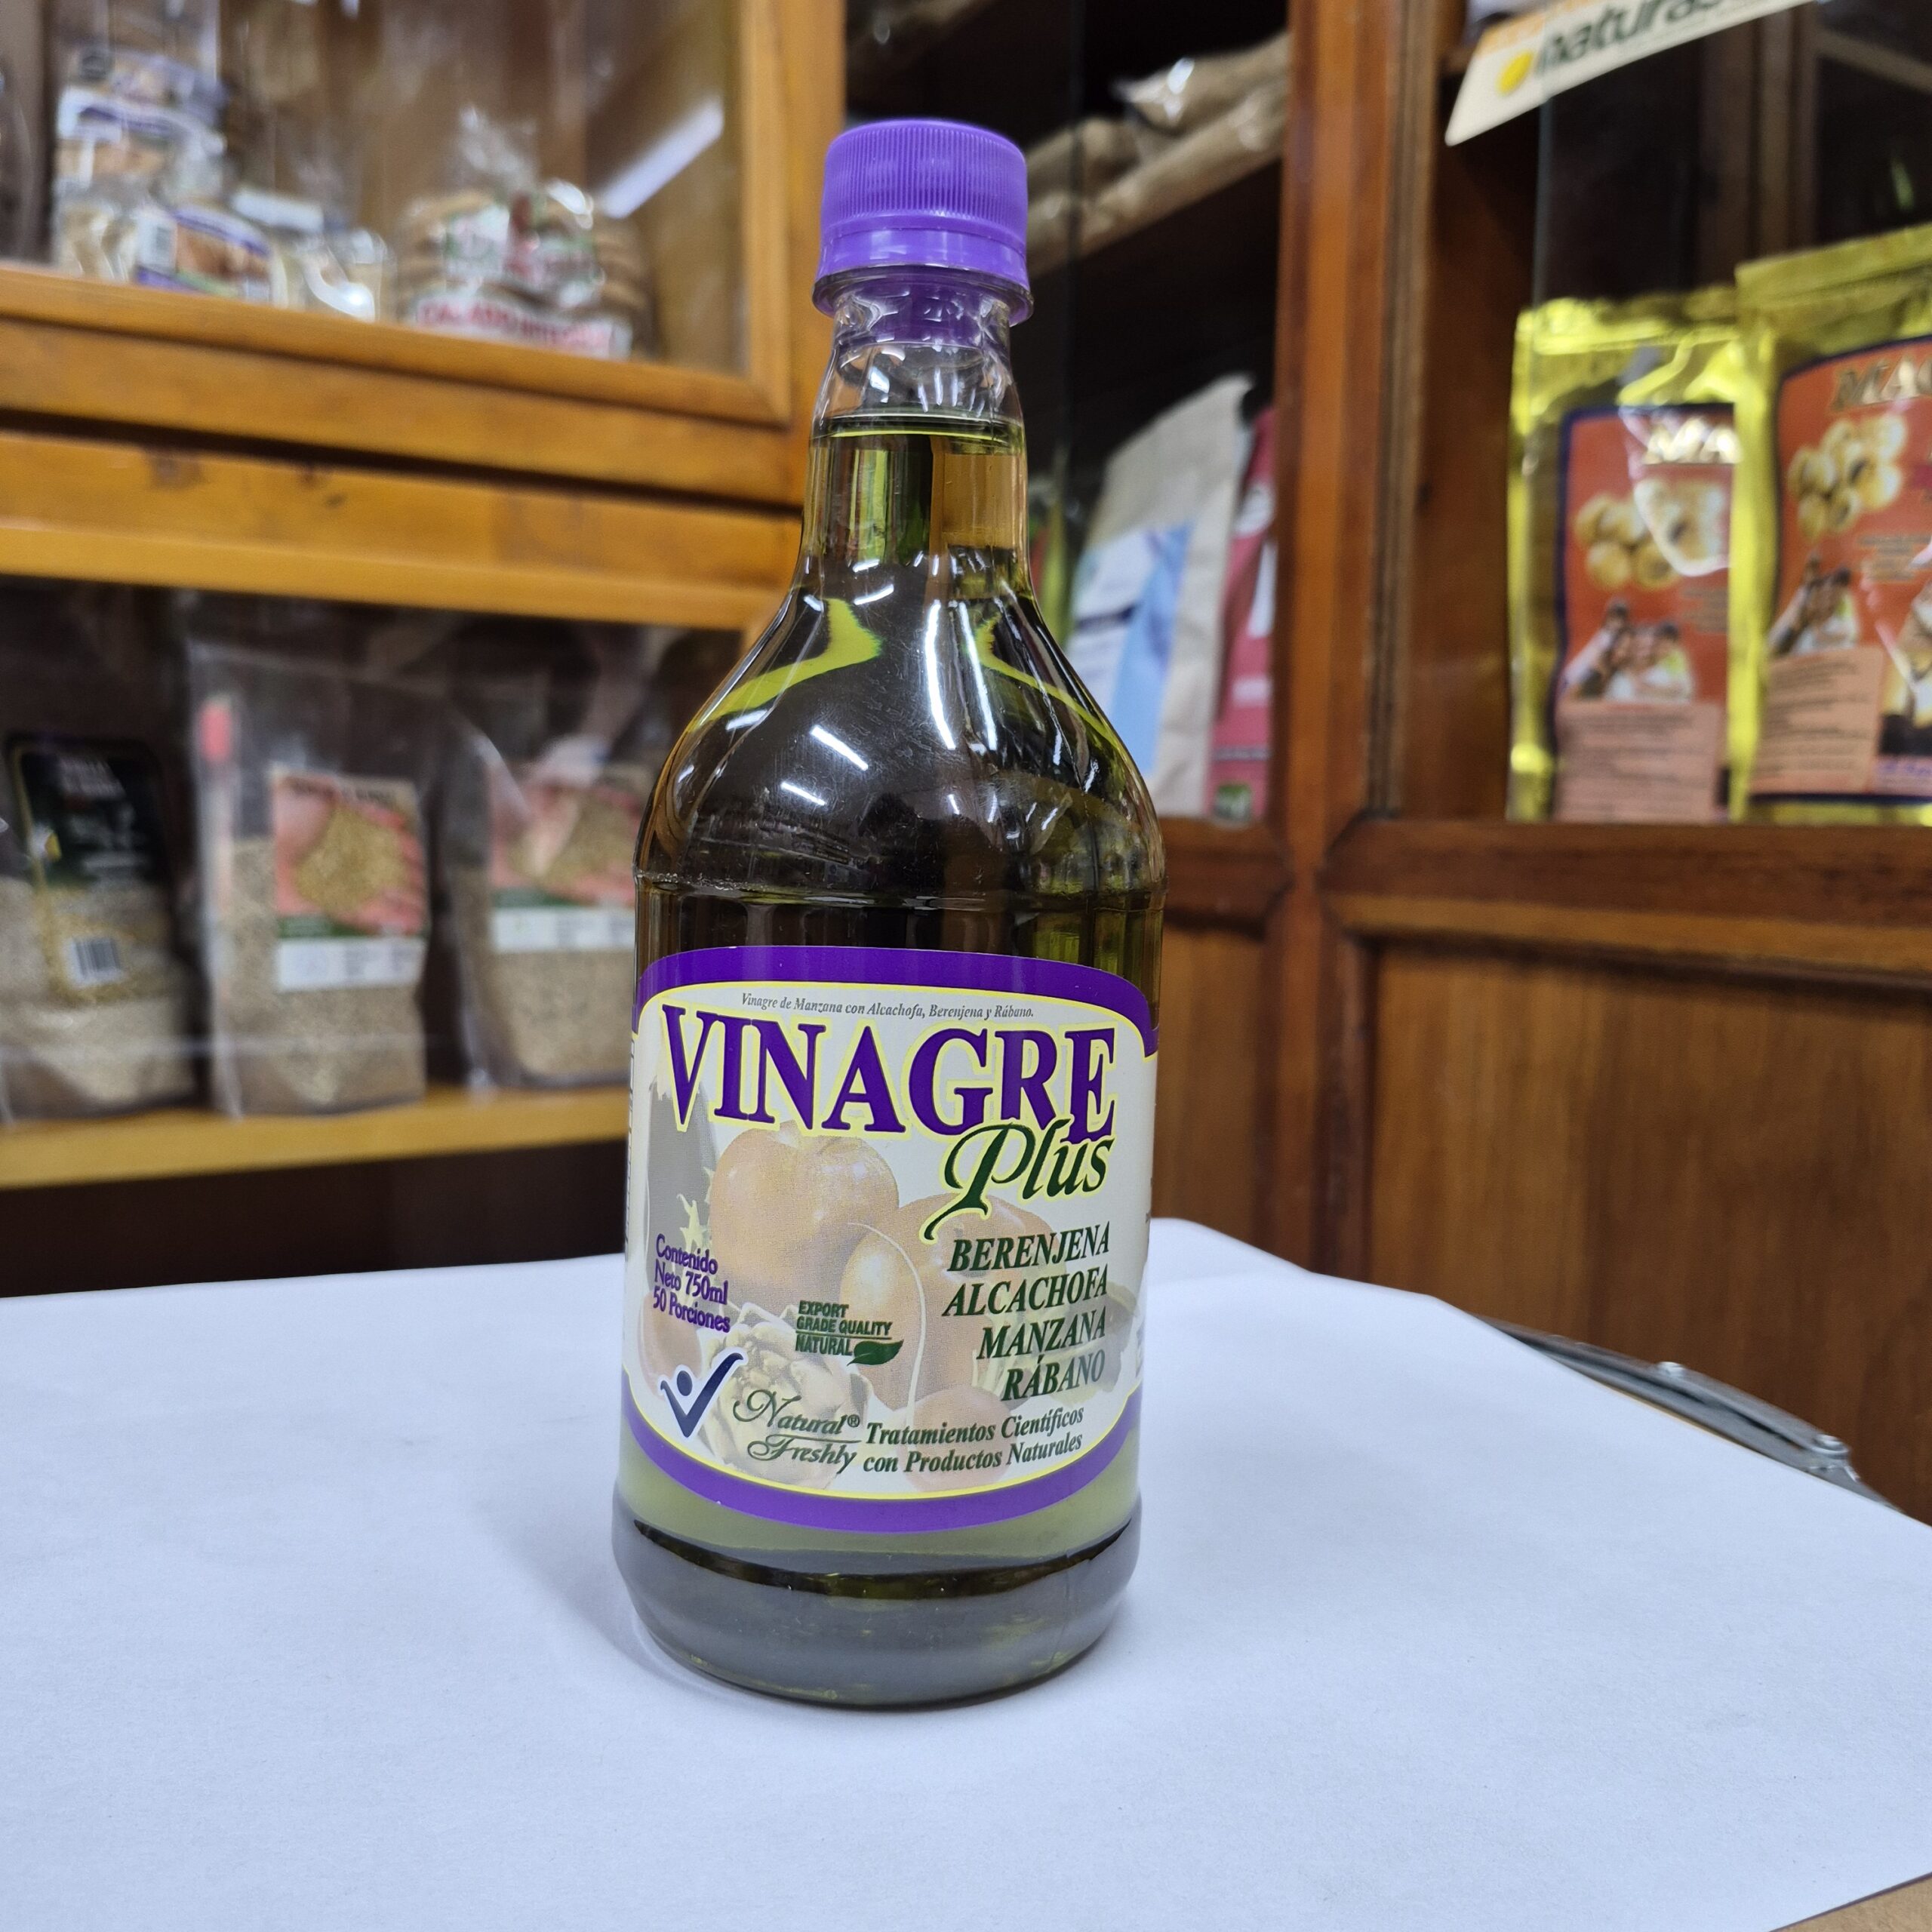 naturas
Vinagre de Manzana con Alcachofa, Berenjena y Rábano.
VINAGRE
Plus
BERENJENA
ALCACHOFA
MANZANA
RÁBANO
Contenido
Neto 750ml
50 Porciones
EXPORT
GRADE QUALITY
NATURAL
Natural®
Freshly
Tratamientos Científicos
con Productos Naturales